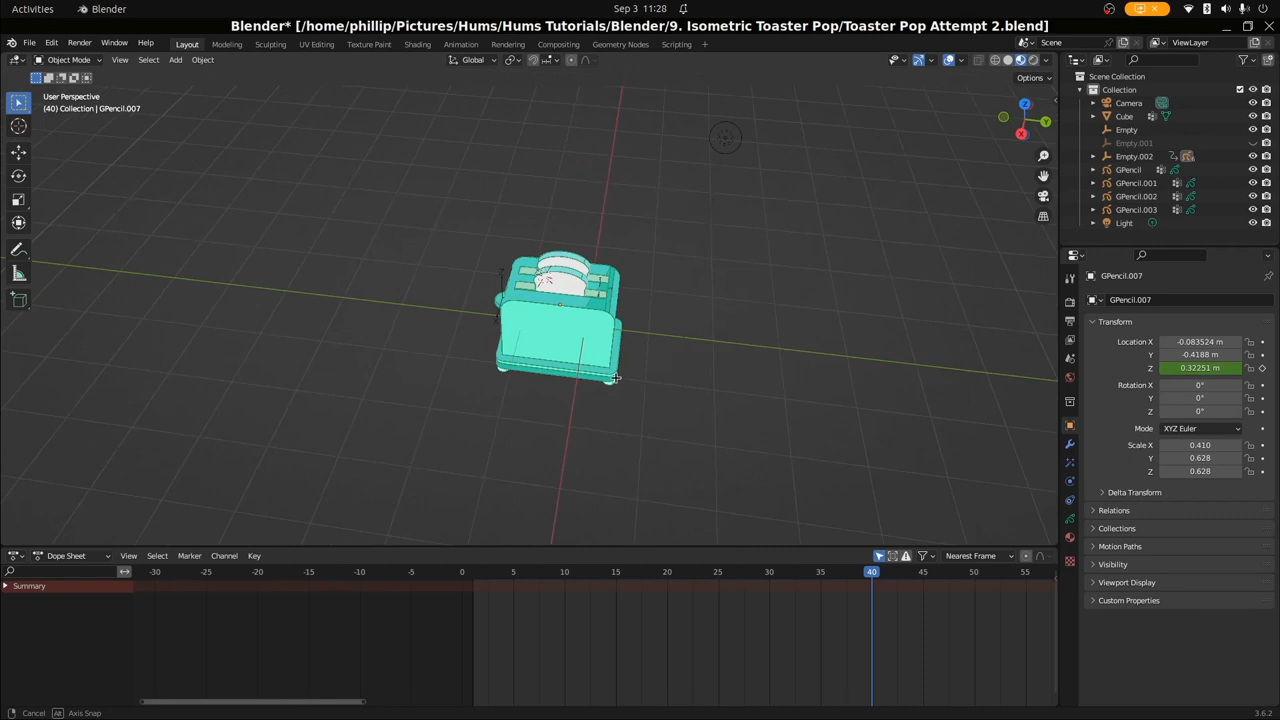 Activities Blender Sep 3 11:28
Blender* [/home/phillip/Pictures/Hums/Hums Tutorials/Blender/9. Isometric Toaster Pop/Toaster Pop Attempt 2.blend]
File Edit Render Window Help Layout Modeling Sculpting UV Editing Texture Paint Shading Animation Rendering Compositing Geometry Nodes Scripting + Scene ViewLayer
Object Mode View Select Add Object Global
Options
User Perspective
(40) Collection | GPencil.007
Z
Y
X
Scene Collection
Collection
Camera
Cube
Empty
Empty.001
Empty.002
GPencil
GPencil.001
GPencil.002
GPencil.003
Light
GPencil.007
GPencil.007
Transform
Location X -0.083524 m
Y -0.4188 m
Z 0.32251 m
Rotation X 0°
Y 0°
Z 0°
Mode XYZ Euler
Scale X 0.410
Y 0.628
Z 0.628
Delta Transform
Relations
Collections
Motion Paths
Visibility
Viewport Display
Custom Properties
Dope Sheet View Select Marker Channel Key Nearest Frame
-30 -25 -20 -15 -10 -5 0 5 10 15 20 25 30 35 40 45 50 55
Summary
Cancel Alt Axis Snap 3.6.2